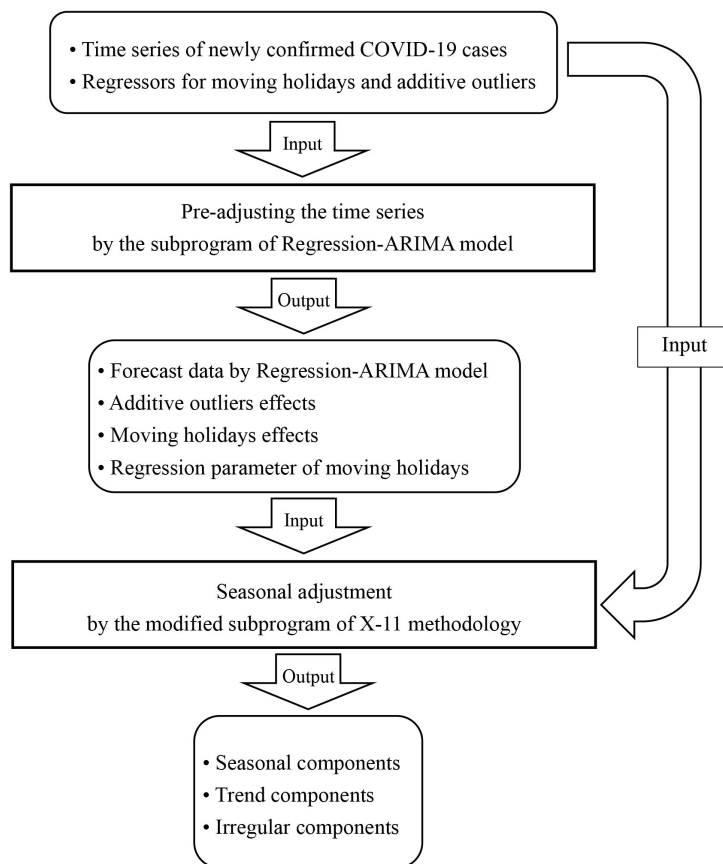 • Time series of newly confirmed COVID-19 cases
• Regressors for moving holidays and additive outliers
Input
Pre-adjusting the time series
by the subprogram of Regression-ARIMA model
Output
Input
• Forecast data by Regression-ARIMA model
• Additive outliers effects
• Moving holidays effects
• Regression parameter of moving holidays
Input
Seasonal adjustment
by the modified subprogram of X-11 methodology
Output
• Seasonal components
• Trend components
• Irregular components